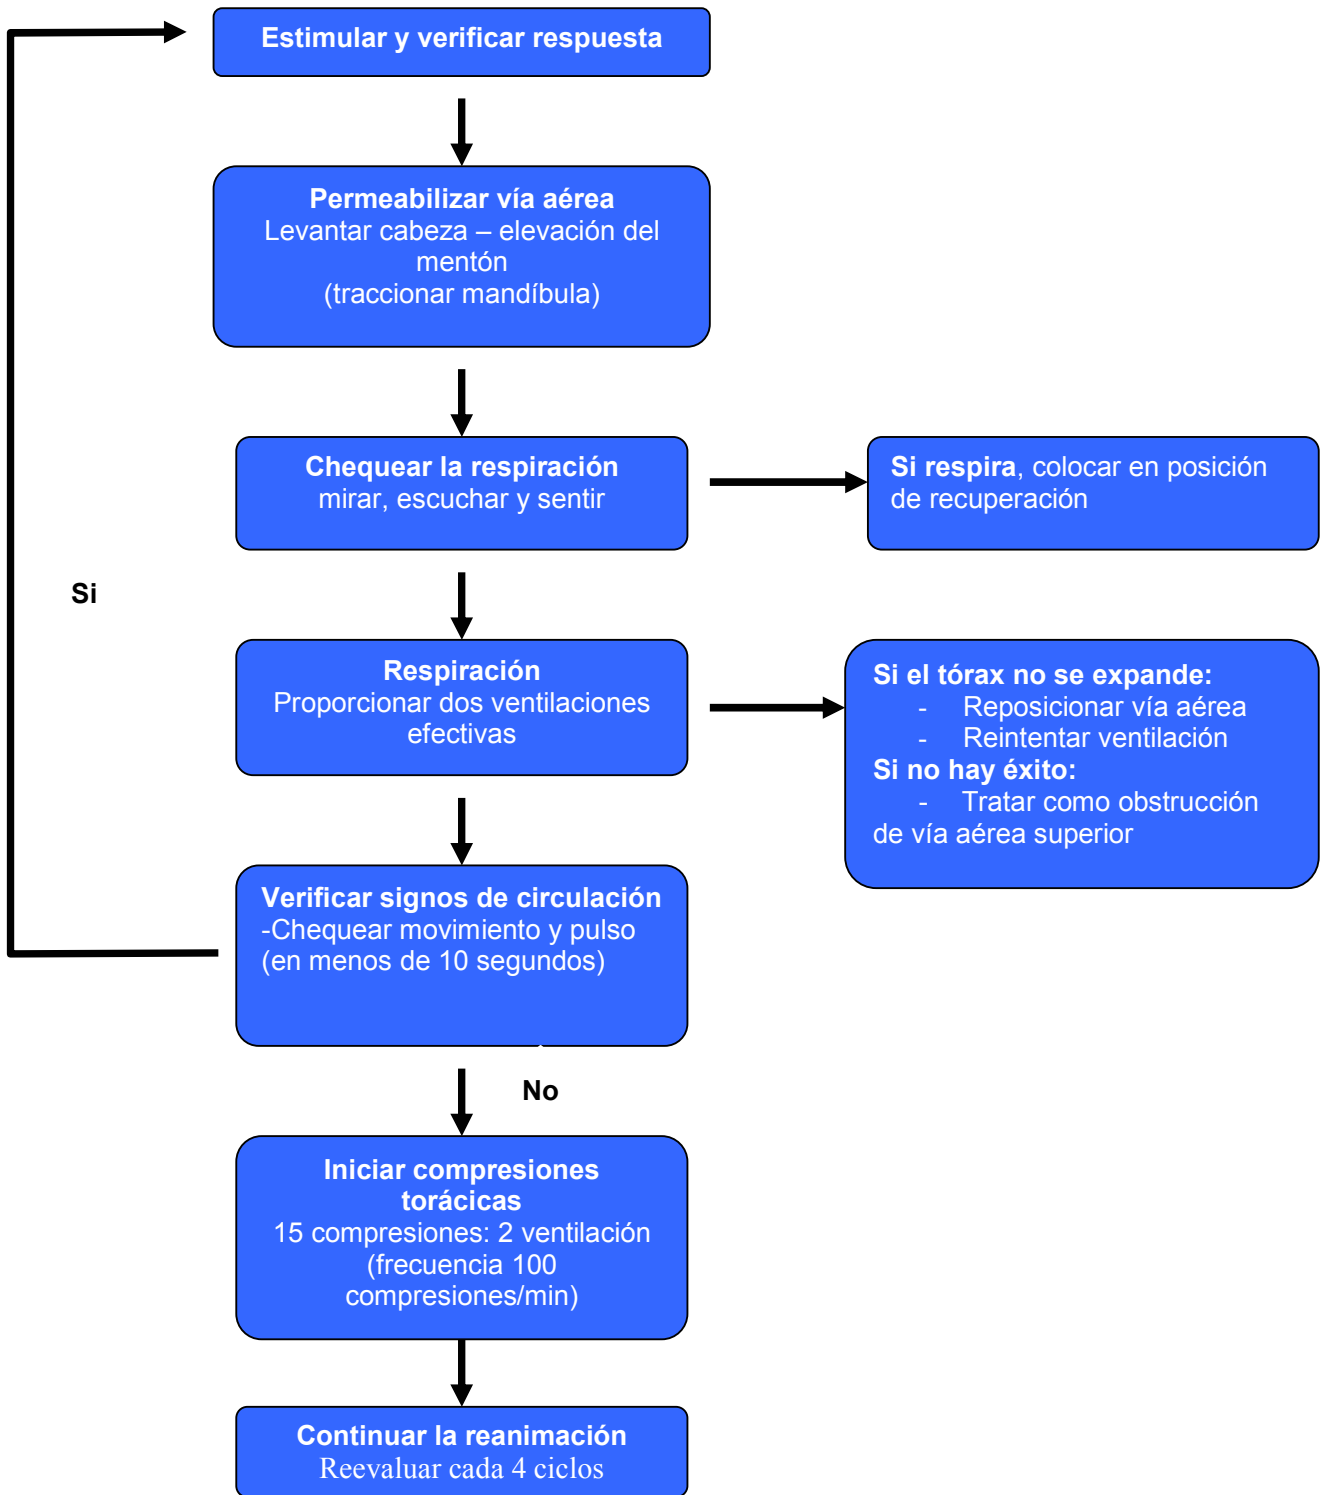 Estimular y verificar respuesta
Permeabilizar vía aérea
Levantar cabeza – elevación del
mentón
(traccionar mandíbula)
Chequear la respiración
mirar, escuchar y sentir
Si respira, colocar en posición
de recuperación
Si
Respiración
Proporcionar dos ventilaciones
efectivas
Si el tórax no se expande:
- Reposicionar vía aérea
- Reintentar ventilación
Si no hay éxito:
- Tratar como obstrucción
de vía aérea superior
Verificar signos de circulación
-Chequear movimiento y pulso
(en menos de 10 segundos)
No
Iniciar compresiones
torácicas
15 compresiones: 2 ventilación
(frecuencia 100
compresiones/min)
Continuar la reanimación
Reevaluar cada 4 ciclos